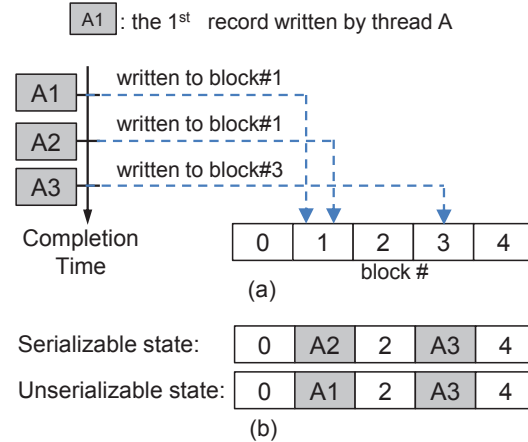 A1 : the 1st record written by thread A
written to block#1
A1
written to block#1
A2
written to block#3
A3
Completion
Time
0 1 2 3 4
block #
(a)
Serializable state: 0 A2 2 A3 4
Unserializable state: 0 A1 2 A3 4
(b)